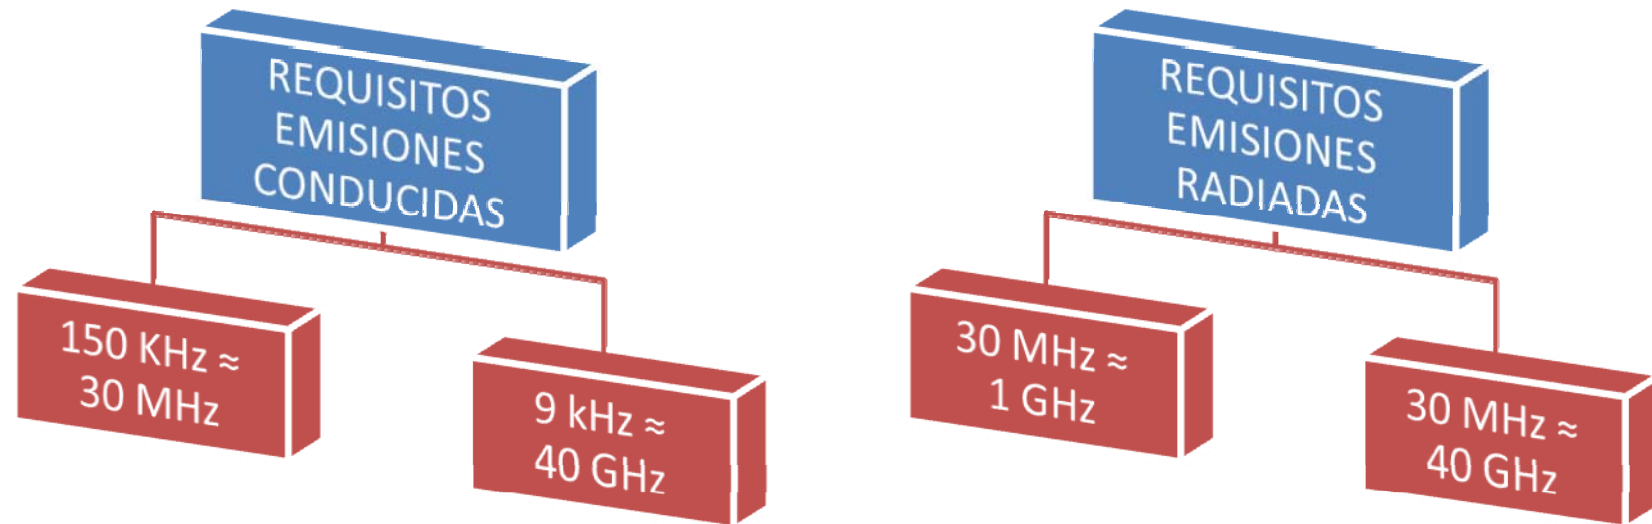 REQUISITOS
EMISIONES
CONDUCIDAS
150 KHz ≈
30 MHz
9 kHz ≈
40 GHz
REQUISITOS
EMISIONES
RADIADAS
30 MHz ≈
1 GHz
30 MHz ≈
40 GHz